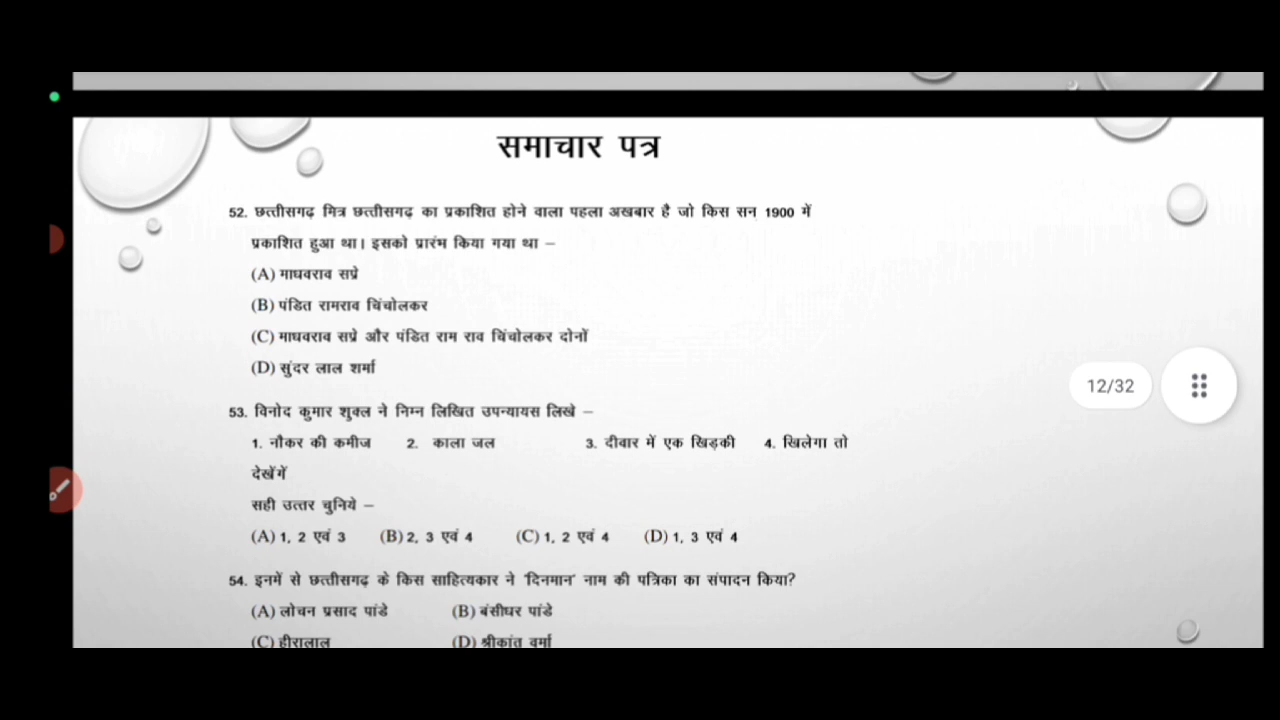 समाचार पत्र
52. छत्तीसगढ़ मित्र छत्तीसगढ़ का प्रकाशित होने वाला पहला अखबार है जो किस सन 1900 में
प्रकाशित हुआ था। इसको प्रारंभ किया गया था –
(A) माधवराव सप्रे
(B) पंडित रामराव चिंचोलकर
(C) माधवराव सप्रे और पंडित राम राव चिंचोलकर दोनों
(D) सुंदर लाल शर्मा
12/32
53. विनोद कुमार शुक्ल ने निम्न लिखित उपन्यायस लिखे –
1. नौकर की कमीज 2. काला जल 3. दीवार में एक खिड़की 4. खिलेगा तो
देखेंगें
सही उत्तर चुनिये –
(A) 1, 2 एवं 3 (B) 2, 3 एवं 4 (C) 1, 2 एवं 4 (D) 1, 3 एवं 4
54. इनमें से छत्तीसगढ़ के किस साहित्यकार ने 'दिनमान' नाम की पत्रिका का संपादन किया?
(A) लोचन प्रसाद पांडे (B) बंसीधर पांडे
(C) हीरालाल (D) श्रीकांत वर्मा